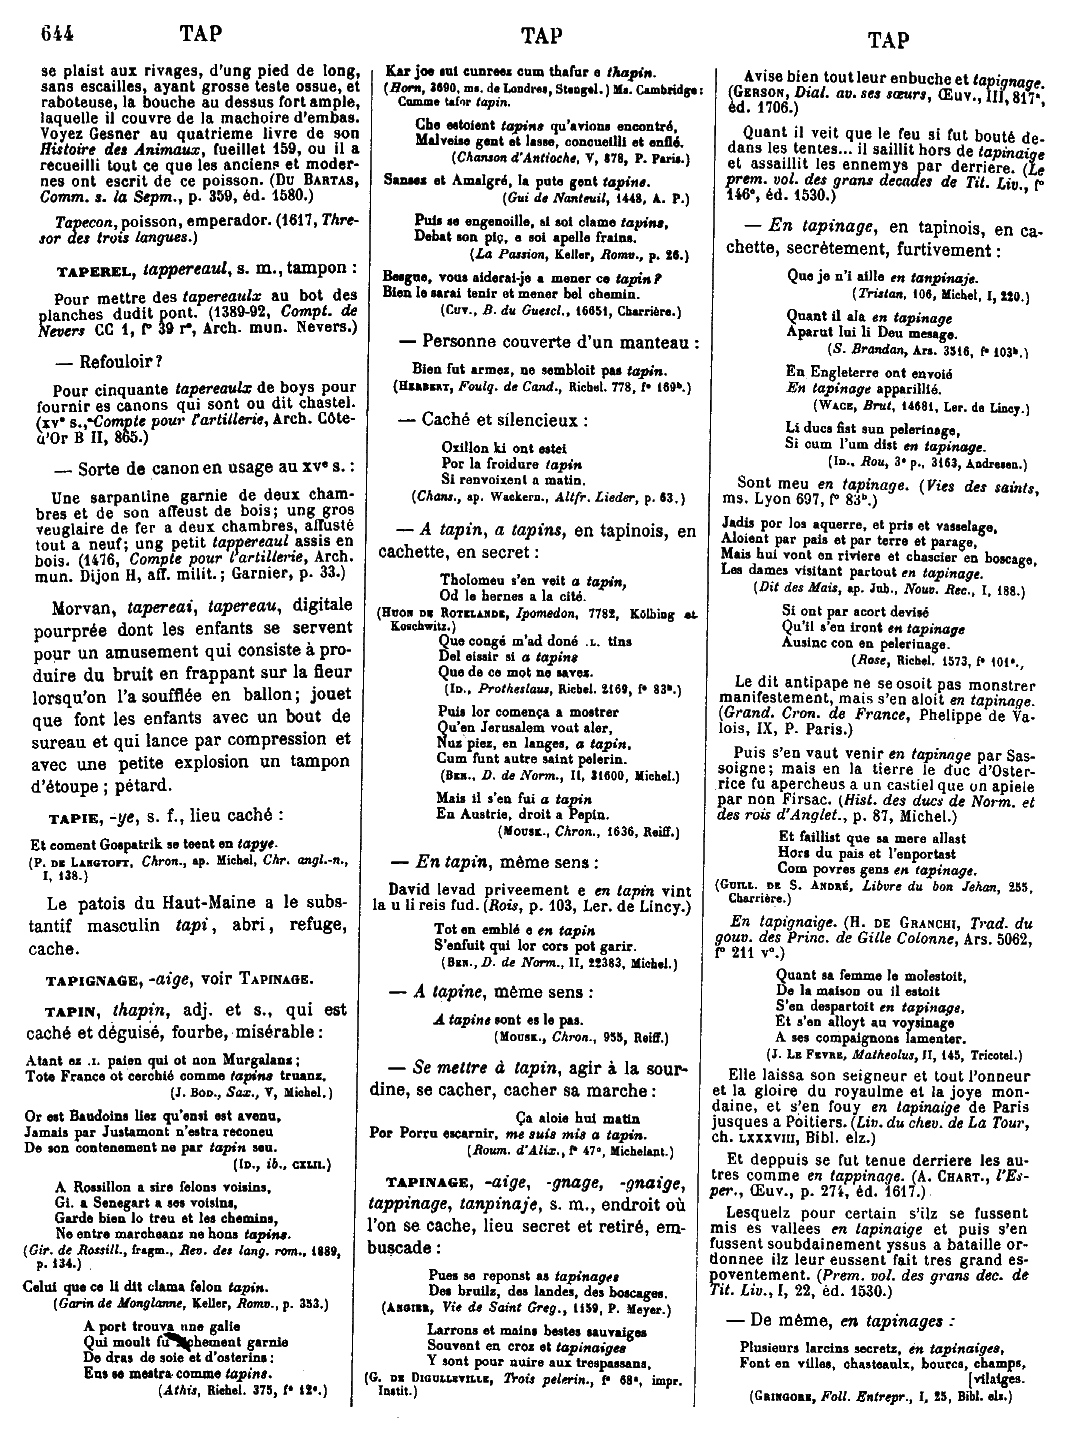 644 TAP TAP TAP
se plaist aux rivages, d'ung pied de long,
sans escailles, ayant grosse teste ossue, et
raboteuse, la bouche au dessus fort ample,
laquelle il couvre de la machoire d'embas.
Voyez Gesner au quatrieme livre de son
Histoire des Animaux, fueillet 159, ou il a
recueilli tout ce que les anciens et moder-
nes ont escrit de ce poisson. (DU BARTAS,
Comm. s. la Sepm., p. 359, éd. 1580.)
Tapecon, poisson, emperador. (1617, Thre-
sor des trois langues.)
TAPEREL, tappereaul, s. m., tampon :
Pour mettre des tapereaulx au bot des
planches dudit pont. (1389-92, Compt. de
Nevers CC 1, f° 39 r°, Arch. mun. Nevers.)
— Refouloir ?
Pour cinquante tapereaulx de boys pour
fournir es canons qui sont ou dit chastel.
(XV° s., Compte pour l'artillerie, Arch. Côte-
d'Or B II, 865.)
— Sorte de canon en usage au XV° s. :
Une sarpantine garnie de deux cham-
bres et de son affeust de bois; ung gros
veuglaire de fer a deux chambres, affusté
tout a neuf; ung petit tappereaul assis en
bois. (1476, Compte pour l'artillerie, Arch.
mun. Dijon H, aff. milit. ; Garnier, p. 33.)
Morvan, tapereai, tapereau, digitale
pourprée dont les enfants se servent
pour un amusement qui consiste à pro-
duire du bruit en frappant sur la fleur
lorsqu'on l'a soufflée en ballon; jouet
que font les enfants avec un bout de
sureau et qui lance par compression et
avec une petite explosion un tampon
d'étoupe ; pétard.
TAPIE, -ye, s. f., lieu caché :
Et coment Gospatrik se teent en tapye.
(P. DE LANGTOFT, Chron., ap. Michel, Chr. angl.-n.,
I, 138.)
Le patois du Haut-Maine a le subs-
tantif masculin tapi, abri, refuge,
cache.
TAPIGNAGE, -aige, voir TAPINAGE.
TAPIN, thapin, adj. et s., qui est
caché et déguisé, fourbe, misérable :
Atant ez .I. paien qui ot non Murgalans ;
Tote France ot cerchié comme tapins truanz.
(J. BOD., Sax., V, Michel.)
Or est Baudoins liez qu'ensi est avenu,
Jamais par Justamont n'estra reconeu
De son contenement ne par tapin seu.
(ID., ib., CXLII.)
A Rossillon a sire felons voisins,
Gi. a Senegart a ses voisins,
Garde bien lo treu et les chemins,
No entre marcheanz ne hons tapins.
(Gir. de Rossill., fragm., Rev. des lang. rom., 1889,
p. 134.)
Celui que ce li dit clama felon tapin.
(Garin de Monglane, Keller, Romv., p. 353.)
A port trouva une galie
Qui moult fu chement garnie
De dras de soie et d'osterins :
Ens se mestra comme tapins.
(Athis, Richel. 375, f° 12°.)
Kar joe sui cunreez cum thafur e thapin.
(Horn, 3690, ms. de Londres, Stengel.) Ms. Cambridge :
Comme tafor tapin.
Che estoient tapins qu'avions encontré,
Malveise gent et lasse, concueilli et enflé.
(Chanson d'Antioche, V, 878, P. Paris.)
Sansez et Amalgré, la pute gent tapine.
(Gui de Nanteuil, 1448, A. P.)
Puis se engenoille, si soi clame tapins,
Debat son piç, e soi apelle frains.
(La Passion, Keller, Romv., p. 26.)
Besgue, vous aiderai-je a mener ce tapin ?
Bien le sarai tenir et mener bel chemin.
(CUV., B. du Guescl., 16651, Charrière.)
— Personne couverte d'un manteau :
Bien fut armez, ne sembloit pas tapin.
(HERBERT, Foulq. de Cand., Richel. 778, f° 169b.)
— Caché et silencieux :
Oxillon ki ont estei
Por la froidure tapin
Si renvoixent a matin.
(Chans., ap. Wackern., Altfr. Lieder, p. 63.)
— A tapin, a tapins, en tapinois, en
cachette, en secret :
Tholomeu s'en veit a tapin,
Od le hernes a la cité.
(HUON DE ROTELANDE, Ipomedon, 7782, Kölbing et
Koschwitz.)
Que congé m'ad doné .L. tins
Del eissir si a tapins
Que de ce mot ne savez.
(ID., Protheslaus, Richel. 2169, f° 83b.)
Puis lor comença a mostrer
Qu'en Jerusalem vout aler,
Nuz piez, en langes, a tapin,
Cum funt autre saint pelerin.
(BEN., D. de Norm., II, 31600, Michel.)
Mais il s'en fui a tapin
En Austrie, droit a Pepin.
(MOUSK., Chron., 1636, Reiff.)
— En tapin, même sens :
David levad priveement e en tapin vint
la u li reis fud. (Rois, p. 103, Ler. de Lincy.)
Tot en emblé e en tapin
S'enfuit qui lor cors pot garir.
(BEN., D. de Norm., II, 22383, Michel.)
— A tapine, même sens :
A tapine sont es le pas.
(MOUSK., Chron., 955, Reiff.)
— Se mettre à tapin, agir à la sour-
dine, se cacher, cacher sa marche :
Ça aloie hui matin
Por Porru escarnir, me suis mis a tapin.
(Roum. d'Alix., f° 47°, Michelant.)
TAPINAGE, -aige, -gnage, -gnaige,
tappinage, tanpinaje, s. m., endroit où
l'on se cache, lieu secret et retiré, em-
buscade :
Pues se reponst as tapinages
Des bruilz, des landes, des boscages.
(ANGIER, Vie de Saint Greg., 1159, P. Meyer.)
Larrons et mains bestes sauvaiges
Souvent en croz et tapinaiges
Y sont pour nuire aux trespassans,
(G. DE DIGULLEVILLE, Trois pelerin., f° 68°, impr.
Instit.)
Avise bien tout leur enbuche et tapignage.
(GERSON, Dial. av. ses sœurs, Œuv., III, 817°,
éd. 1706.)
Quant il veit que le feu si fut bouté de-
dans les tentes... il saillit hors de tapinaige
et assaillit les ennemys par derrière. (Le
prem. vol. des grans decades de Tit. Liv., f°
146°, éd. 1530.)
— En tapinage, en tapinois, en ca-
chette, secrètement, furtivement :
Que je n'i aille en tanpinaje.
(Tristan, 106, Michel, I, 220.)
Quant il ala en tapinage
Aparut lui li Deu mesage.
(S. Brandan, Ars. 3516, f° 103b.)
En Engleterre ont envoié
En tapinage apparillié.
(WACE, Brut, 14681, Ler. de Lincy.)
Li ducs fist sun pelerinage,
Si cum l'um dist en tapinage.
(ID., Rou, 3° p., 3163, Andresen.)
Sont meu en tapinage. (Vies des saints,
ms. Lyon 697, f° 83b.)
Jadis por los aquerre, et pris et vasselage,
Aloient par pais et par terre et parage,
Mais hui vont en riviere et chascier en boscage,
Les dames visitant partout en tapinage.
(Dit des Mais, ap. Jub., Nouv. Rec., I, 188.)
Si ont par acort devisé
Qu'il s'en iront en tapinage
Ausinc con en pelerinage.
(Rose, Richel. 1573, f° 101°.,
Le dit antipape ne se osoit pas monstrer
manifestement, mais s'en aloit en tapinage.
(Grand. Cron. de France, Phelippe de Va-
lois, IX, P. Paris.)
Puis s'en vaut venir en tapinage par Sas-
soigne; mais en la tierre le duc d'Oster-
rice fu apercheus a un castiel que on apiele
par non Firsac. (Hist. des ducs de Norm. et
des rois d'Anglet., p. 87, Michel.)
Et faillist que sa mere allast
Hors du pais et l'enportast
Com povres gens en tapinage.
(GUILL. DE S. ANDRÉ, Libvre du bon Jehan, 255,
Charrière.)
En tapignaige. (H. DE GRANCHI, Trad. du
gouv. des Princ. de Gille Colonne, Ars. 5062,
f° 211 v°.)
Quant sa femme le molestoit,
De la maison ou il estoit
S'en despartoit en tapinage,
Et s'en alloyt au voysinage
A ses compaignons lamenter.
(J. LE FEVRE, Matheolus, II, 145, Tricotel.)
Elle laissa son seigneur et tout l'onneur
et la gloire du royaulme et la joye mon-
daine, et s'en fouy en tapinaige de Paris
jusques a Poitiers. (Liv. du chev. de La Tour,
ch. LXXXVIII, Bibl. elz.)
Et deppuis se fut tenue derriere les au-
tres comme en tappinage. (A. CHART., l'Es-
per., Œuv., p. 274, éd. 1617.)
Lesquelz pour certain s'ilz se fussent
mis es vallees en tapinaige et puis s'en
fussent soubdainement yssus a bataille or-
donnee ilz leur eussent fait tres grand es-
poventement. (Prem. vol. des grans dec. de
Tit. Liv., I, 22, éd. 1530.)
— De même, en tapinages :
Plusieurs larcins secretz, en tapinaiges,
Font en villes, chasteaulx, bourcs, champs,
[vilaiges.
(GRINGORE, Foll. Entrepr., I, 25, Bibl. elz.)